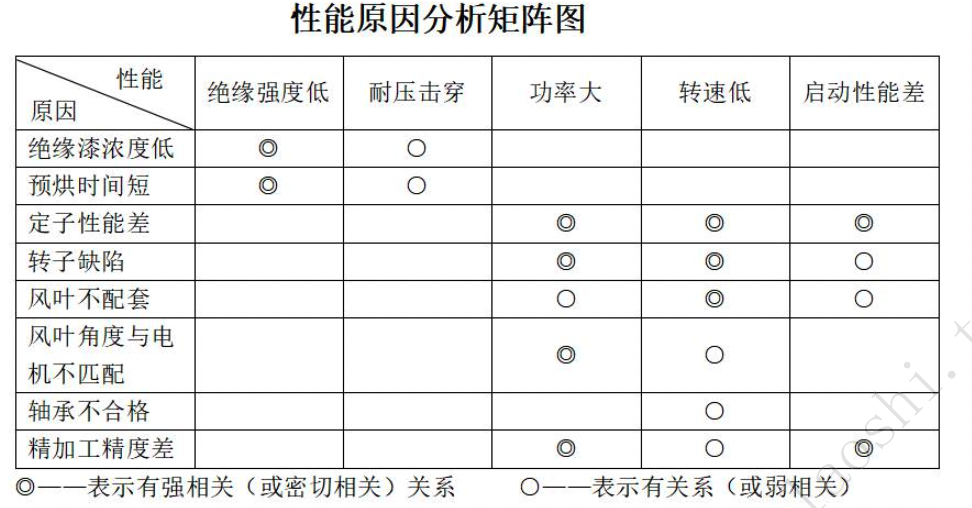 性能原因分析矩阵图
性能
原因
绝缘强度低 耐压击穿 功率大 转速低 启动性能差
绝缘漆浓度低 ◎ ○
预烘时间短 ◎ ○
定子性能差 ◎ ◎ ◎
转子缺陷 ◎ ◎ ○
风叶不配套 ○ ◎ ○
风叶角度与电
机不匹配 ◎ ○
轴承不合格 ○
精加工精度差 ◎ ○ ◎
◎——表示有强相关（或密切相关）关系 ○——表示有关系（或弱相关）